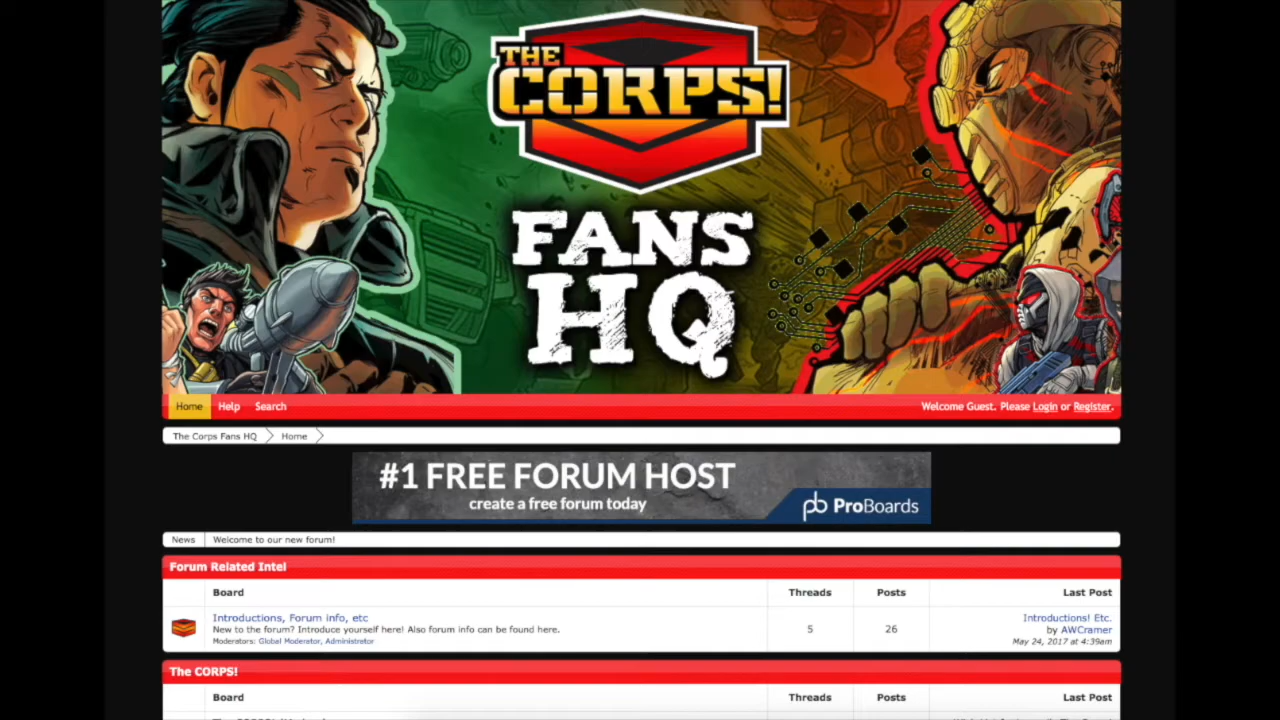 THE
CORPS!
FANS
HQ
Home Help Search Welcome Guest. Please Login or Register.
The Corps Fans HQ Home
#1 FREE FORUM HOST
create a free forum today
pb ProBoards
News Welcome to our new forum!
Forum Related Intel
Board Threads Posts Last Post
Introductions, Forum info, etc
New to the forum? Introduce yourself here! Also forum info can be found here.
Moderators: Global Moderator, Administrator
5 26
Introductions! Etc.
by AWCramer
May 24, 2017 at 4:39am
The CORPS!
Board Threads Posts Last Post